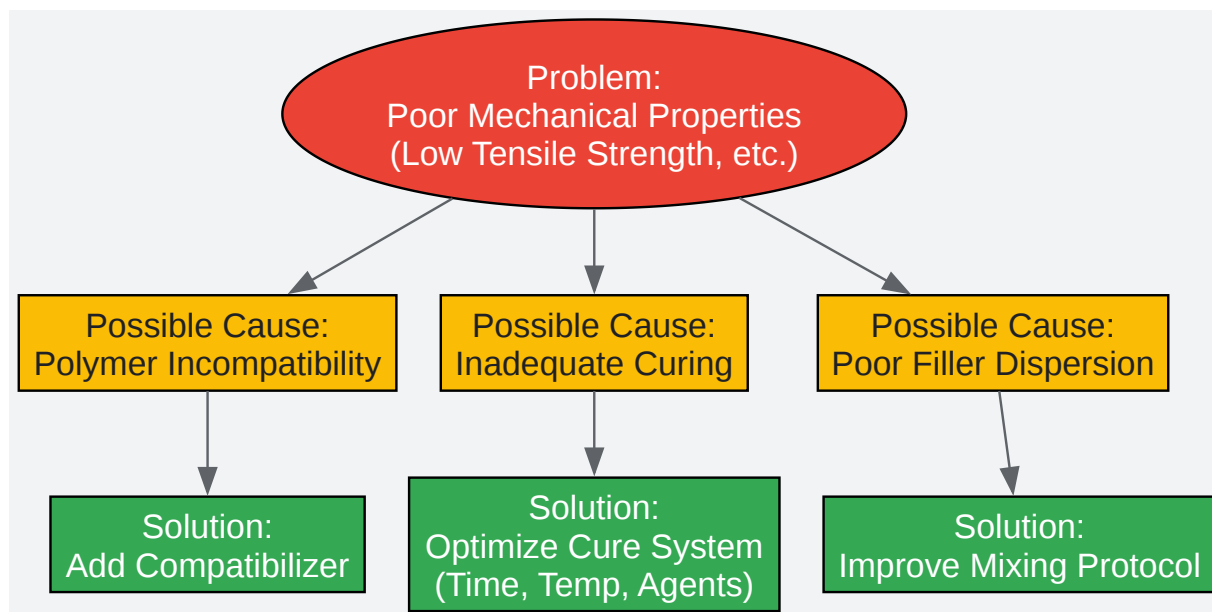 Problem:
Poor Mechanical Properties
(Low Tensile Strength, etc.)
Possible Cause:
Polymer Incompatibility
Possible Cause:
Inadequate Curing
Possible Cause:
Poor Filler Dispersion
Solution:
Add Compatibilizer
Solution:
Optimize Cure System
(Time, Temp, Agents)
Solution:
Improve Mixing Protocol